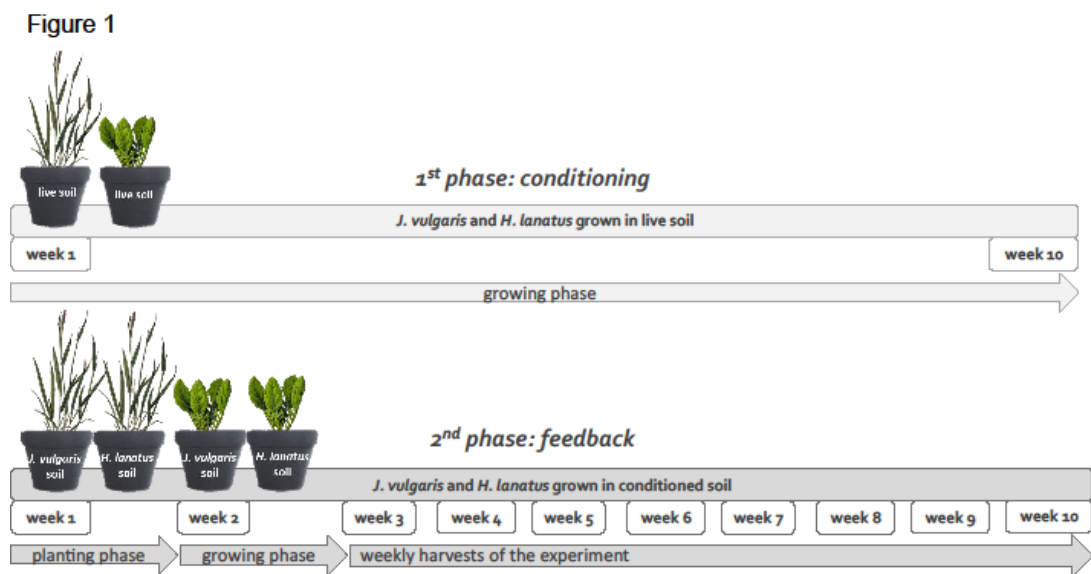 Figure 1
live soil
live soil
1st phase: conditioning
J. vulgaris and H. lanatus grown in live soil
week 1
week 10
growing phase
J. vulgaris soil
H. lanatus soil
J. vulgaris soil
H. lanatus soil
2nd phase: feedback
J. vulgaris and H. lanatus grown in conditioned soil
week 1
week 2
week 3
week 4
week 5
week 6
week 7
week 8
week 9
week 10
planting phase
growing phase
weekly harvests of the experiment